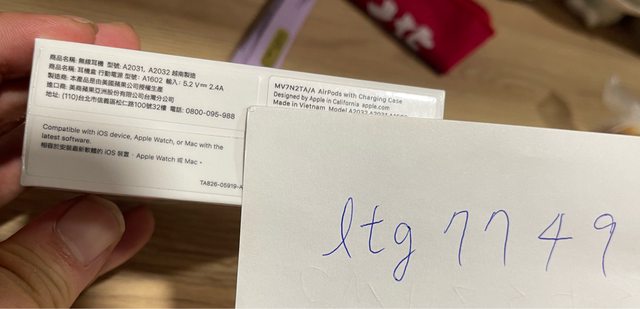 商品名稱: 無線耳機 型號: A2031, A2032 越南製造
商品名稱: 耳機盒 行動電源 型號: A1602 輸入: 5.2 V⎓ 2.4A
製造商: 本產品是由美國蘋果公司授權生產
進口商: 美商蘋果亞洲股份有限公司台灣分公司
地址: (110)台北市信義區松仁路100號32樓 電話: 0800-095-988
Compatible with iOS device, Apple Watch, or Mac with the
latest software.
相容於安裝最新軟體的 iOS 裝置、Apple Watch 或 Mac。
TA826-05919-A
MV7N2TA/A AirPods with Charging Case
Designed by Apple in California apple.com
Made in Vietnam Model A2032 A2031
ltg 7749